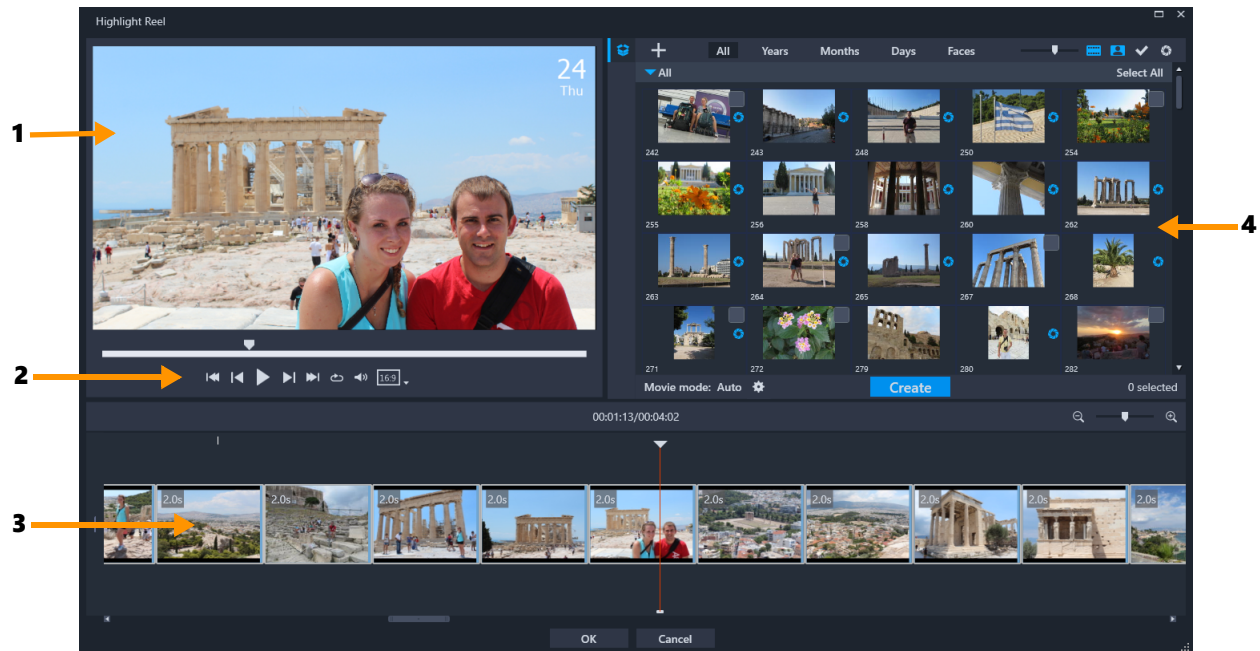 Highlight Reel
24
Thu
All Years Months Days Faces
All Select All
242 243 248 250 254
255 256 258 260 262
263 264 265 267 268
271 272 279 280 282
16:9
Movie mode: Auto Create 0 selected
00:01:13/00:04:02
2.0s 2.0s 2.0s 2.0s 2.0s 2.0s 2.0s 2.0s 2.0s 2.0s
OK Cancel
1
2
3
4